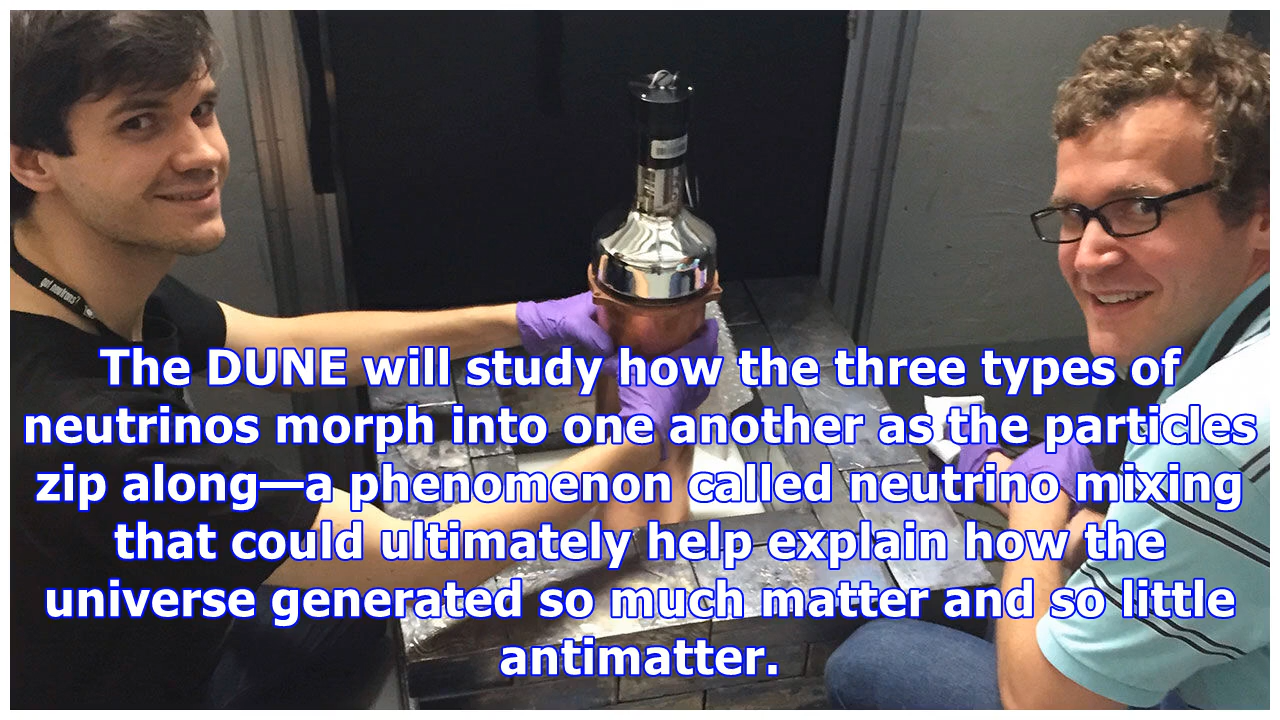 got neutrons?
The DUNE will study how the three types of
neutrinos morph into one another as the particles
zip along—a phenomenon called neutrino mixing
that could ultimately help explain how the
universe generated so much matter and so little
antimatter.